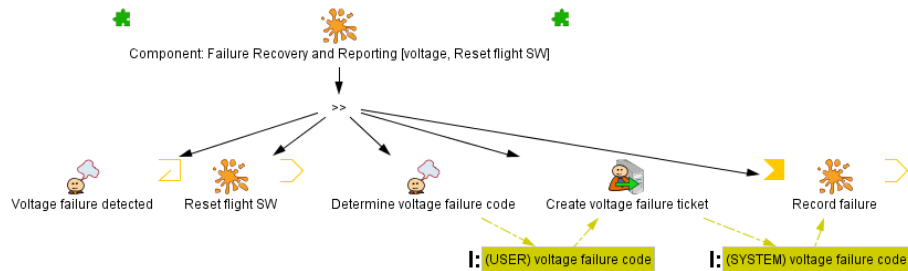 Component: Failure Recovery and Reporting [voltage, Reset flight SW]
>>
Voltage failure detected
Reset flight SW
Determine voltage failure code
Create voltage failure ticket
Record failure
I: (USER) voltage failure code
I: (SYSTEM) voltage failure code